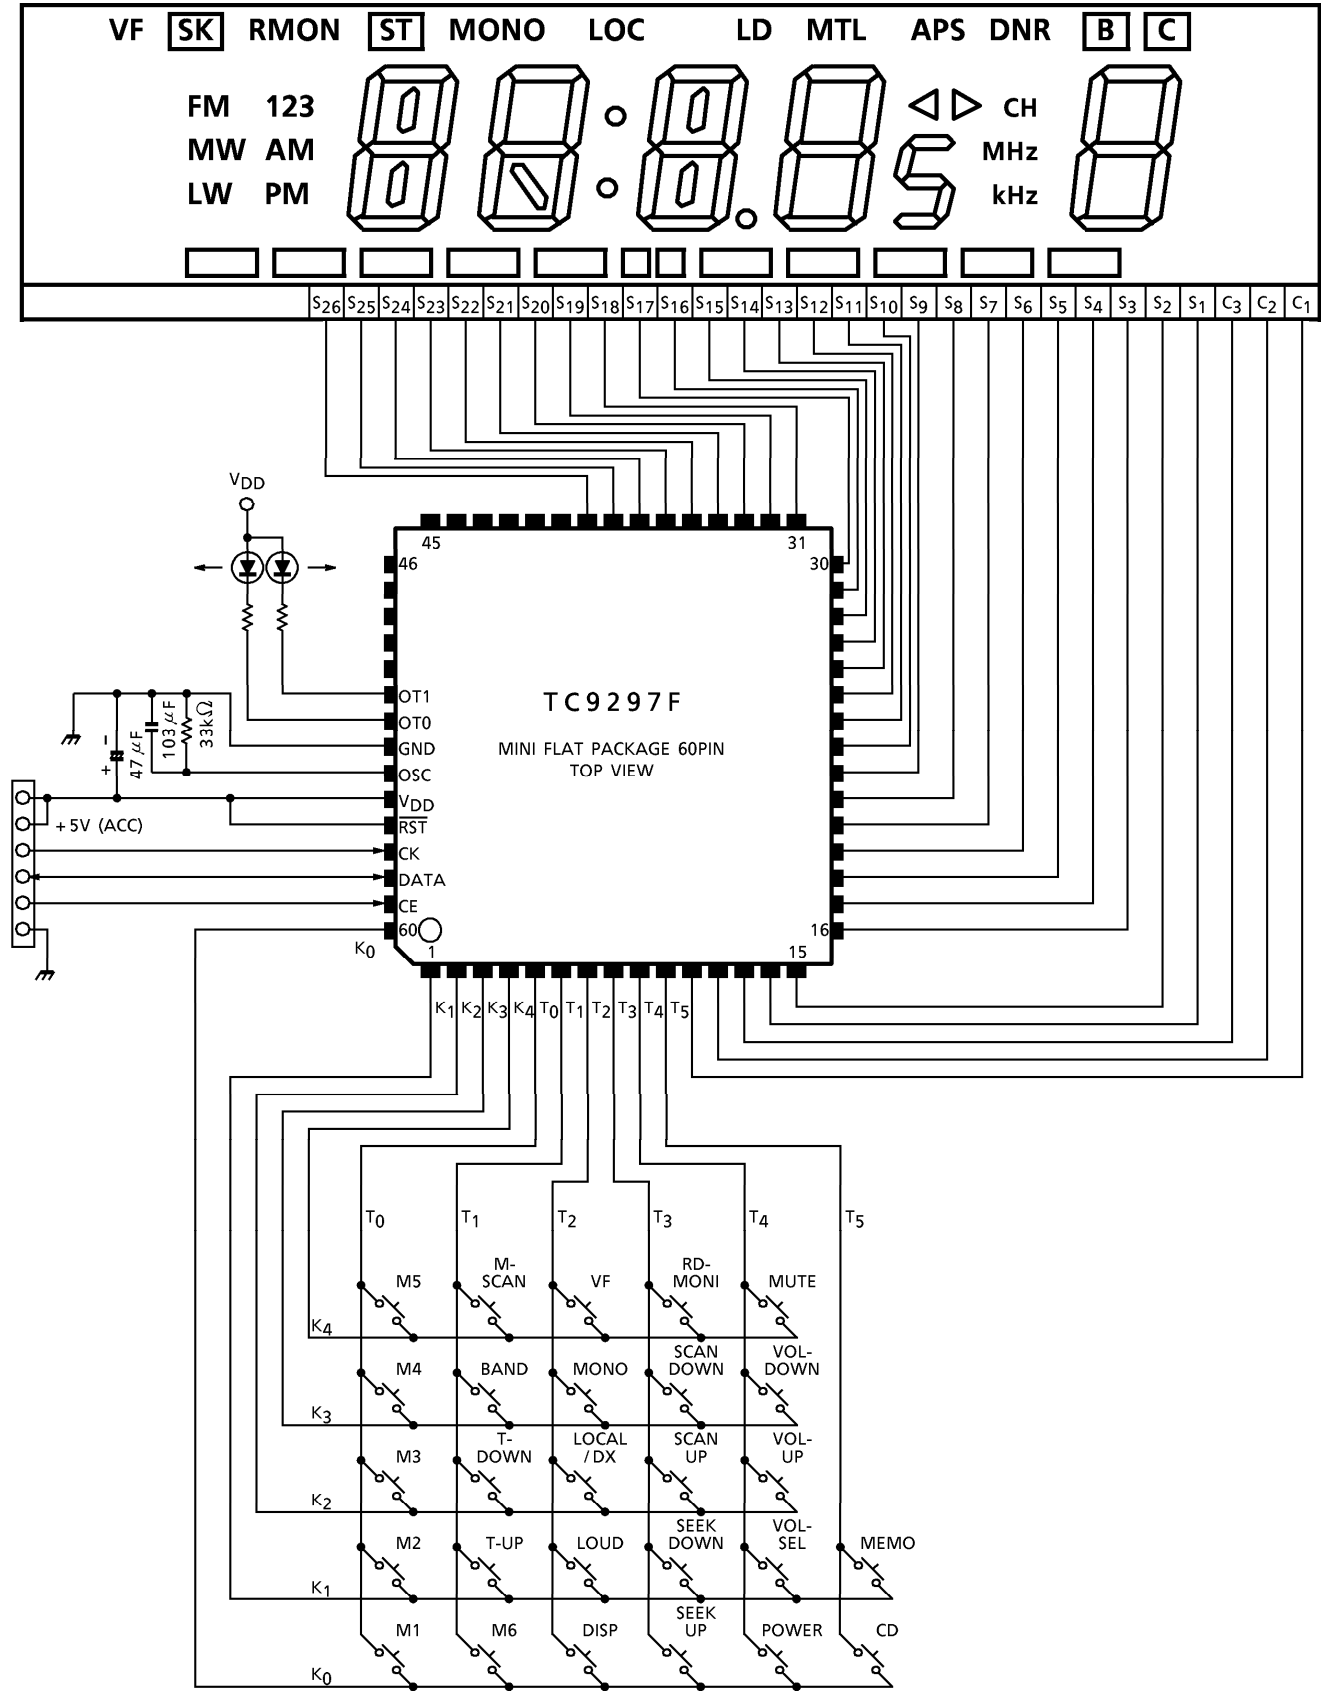 VF SK RMON ST MONO LOC LD MTL APS DNR B C
FM 123 CH
MW AM MHz
LW PM kHz
S26 S25 S24 S23 S22 S21 S20 S19 S18 S17 S16 S15 S14 S13 S12 S11 S10 S9 S8 S7 S6 S5 S4 S3 S2 S1 C3 C2 C1
VDD
45 31
46 30
TC9297F
MINI FLAT PACKAGE 60PIN
TOP VIEW
OT1
OT0
GND
OSC
VDD
RST
CK
DATA
CE
60 16
1 15
- +
47μF
103μF
33kΩ
+5V (ACC)
K0
K1 K2 K3 K4 T0 T1 T2 T3 T4 T5
T0 T1 T2 T3 T4 T5
M5 M-SCAN VF RD-MONI MUTE
K4
M4 BAND MONO SCAN DOWN VOL-DOWN
K3
M3 T-DOWN LOCAL/DX SCAN UP VOL-UP
K2
M2 T-UP LOUD SEEK DOWN VOL-SEL MEMO
K1
M1 M6 DISP SEEK UP POWER CD
K0